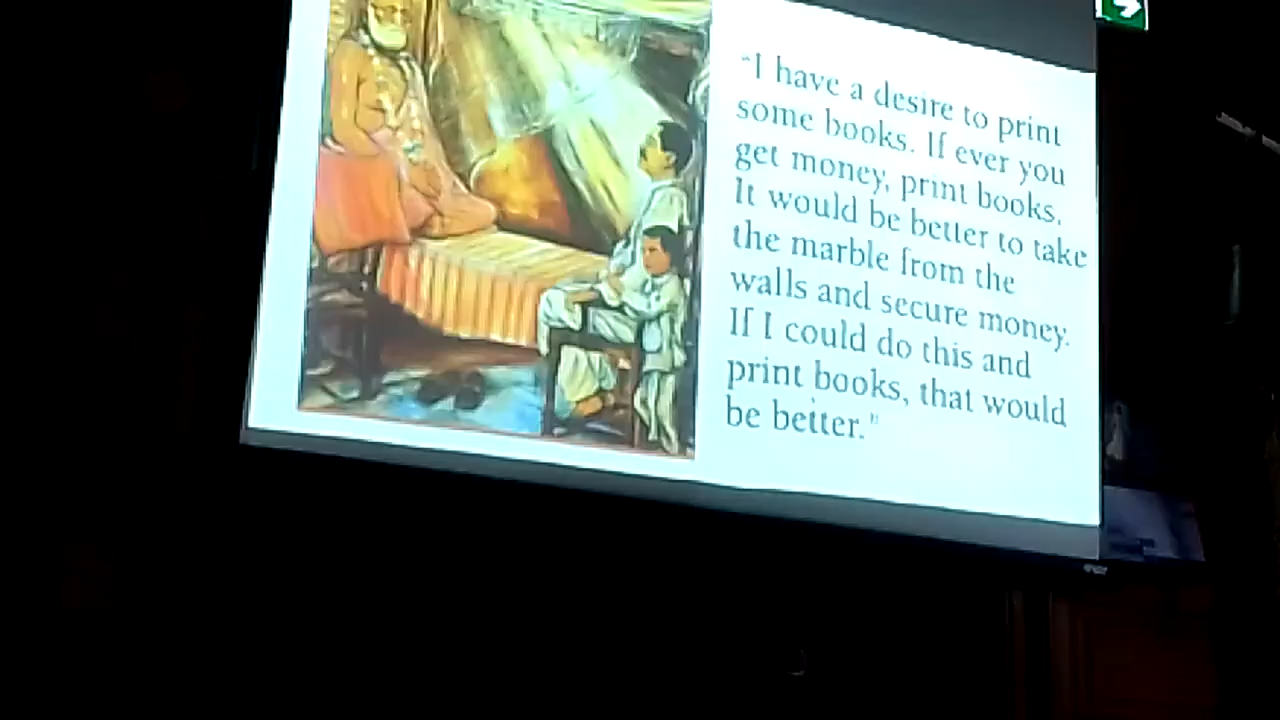 "I have a desire to print
some books. If ever you
get money, print books.
It would be better to take
the marble from the
walls and secure money.
If I could do this and
print books, that would
be better."